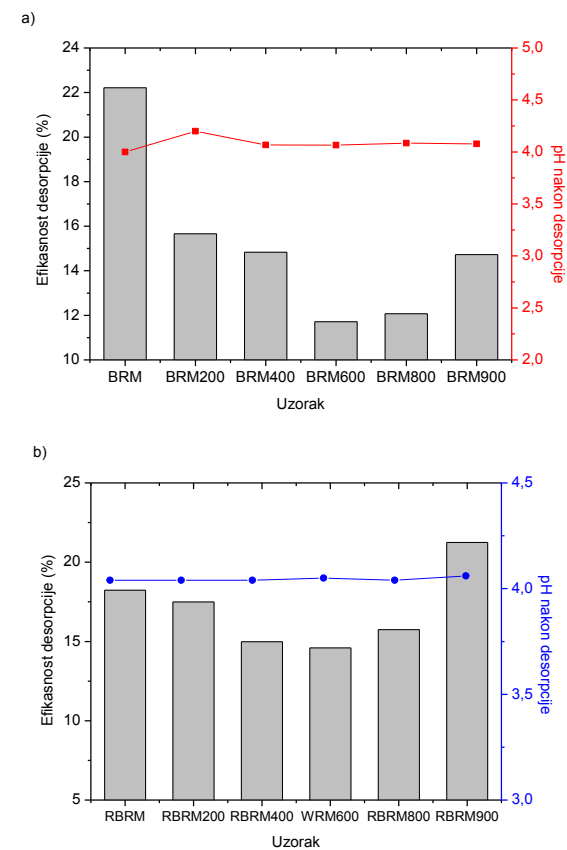 a)
24
22
20
18
16
14
12
10
Efikasnost desorpcije (%)
5,0
4,5
4,0
3,5
3,0
2,5
2,0
pH nakon desorpcije
BRM BRM200 BRM400 BRM600 BRM800 BRM900
Uzorak
b)
25
20
15
10
5
Efikasnost desorpcije (%)
4,5
4,0
3,5
3,0
pH nakon desorpcije
RBRM RBRM200 RBRM400 WRM600 RBRM800 RBRM900
Uzorak